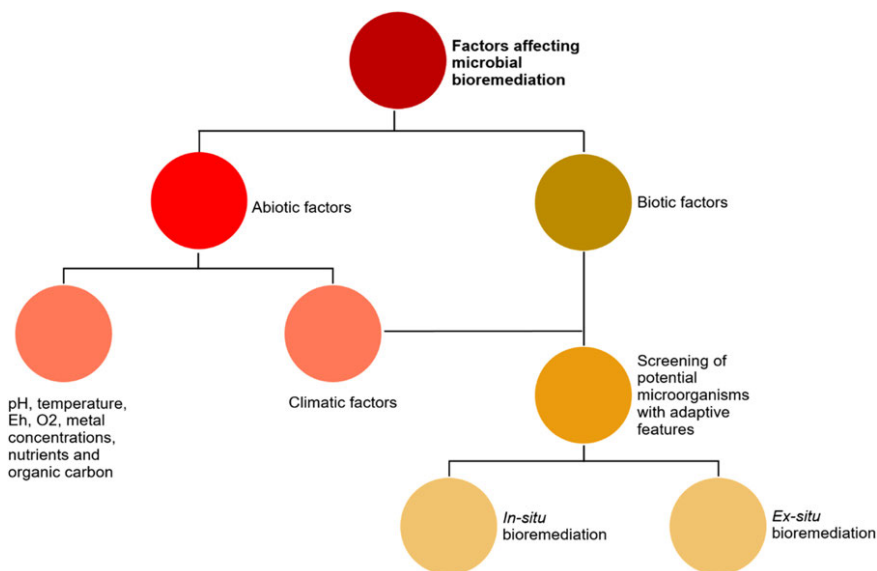 Factors affecting
microbial
bioremediation
Abiotic factors
Biotic factors
pH, temperature,
Eh, O2, metal
concentrations,
nutrients and
organic carbon
Climatic factors
Screening of
potential
microorganisms
with adaptive
features
In-situ
bioremediation
Ex-situ
bioremediation